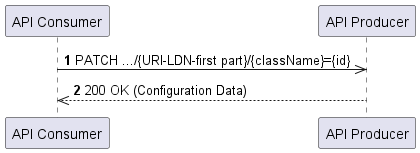 API Consumer API Producer
1 PATCH .../{URI-LDN-first part}/{className}={id}
2 200 OK (Configuration Data)
API Consumer API Producer